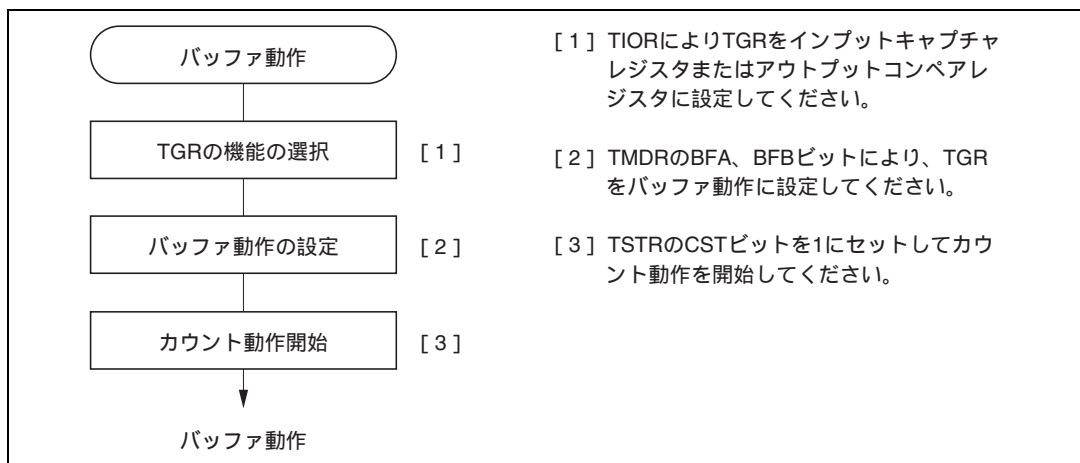 バッファ動作
TGRの機能の選択
[ 1 ]
バッファ動作の設定
[ 2 ]
カウント動作開始
[ 3 ]
バッファ動作
[ 1 ] TIORによりTGRをインプットキャプチャ
レジスタまたはアウトプットコンペアレ
ジスタに設定してください。
[ 2 ] TMDRのBFA、BFBビットにより、TGR
をバッファ動作に設定してください。
[ 3 ] TSTRのCSTビットを1にセットしてカウ
ント動作を開始してください。